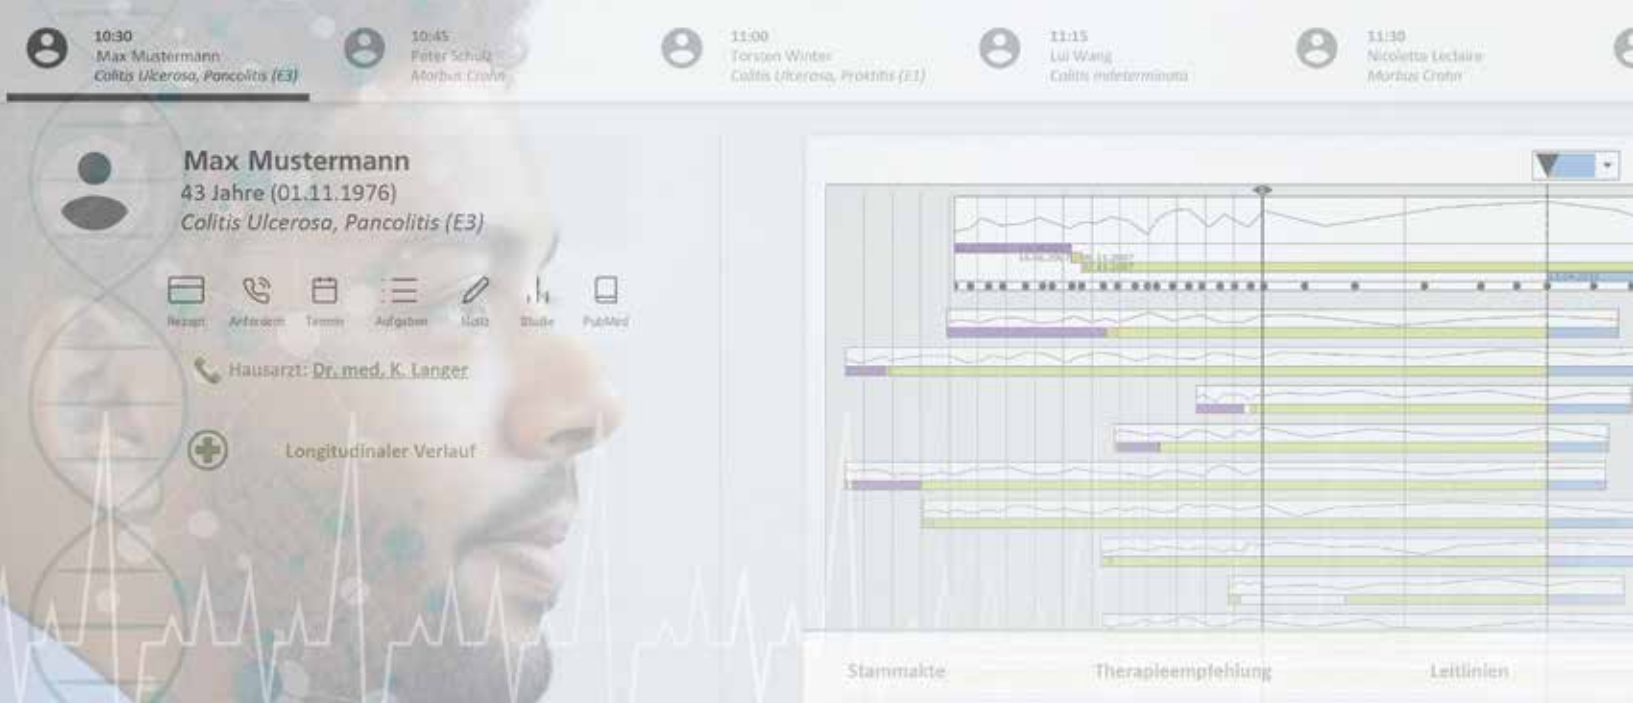 10:30
Max Mustermann
Colitis Ulcerosa, Pancolitis (E3)
10:45
Peter Schulz
Morbus Crohn
11:00
Torsten Winter
Colitis Ulcerosa, Proktitis (E1)
11:15
Lui Wang
Colitis indeterminata
11:30
Nicoletta Leclaire
Morbus Crohn
Max Mustermann
43 Jahre (01.11.1976)
Colitis Ulcerosa, Pancolitis (E3)
Rezept
Anfordern
Termin
Aufgaben
Notiz
Studie
PubMed
Hausarzt: Dr. med. K. Langer
Longitudinaler Verlauf
Stammakte
Therapieempfehlung
Leitlinien